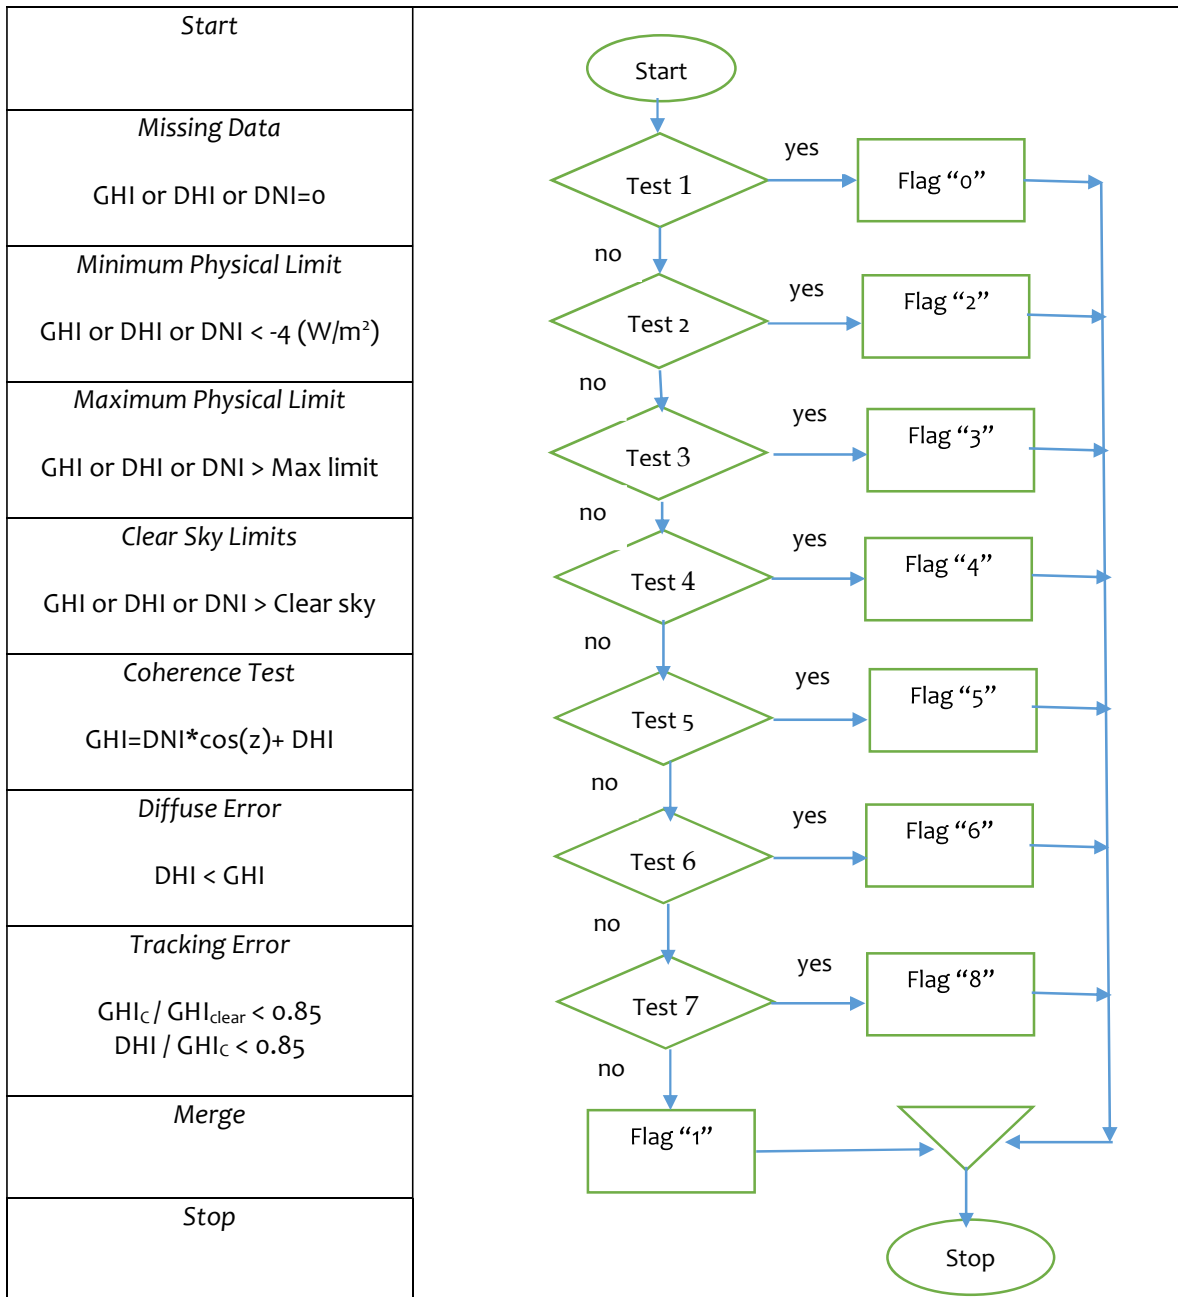 Start
Missing Data
GHI or DHI or DNI=0
Minimum Physical Limit
GHI or DHI or DNI < -4 (W/m²)
Maximum Physical Limit
GHI or DHI or DNI > Max limit
Clear Sky Limits
GHI or DHI or DNI > Clear sky
Coherence Test
GHI=DNI*cos(z)+ DHI
Diffuse Error
DHI < GHI
Tracking Error
GHI_C / GHI_clear < 0.85
DHI / GHI_C < 0.85
Merge
Stop
Start
Test 1
yes
Flag “0”
no
Test 2
yes
Flag “2”
no
Test 3
yes
Flag “3”
no
Test 4
yes
Flag “4”
no
Test 5
yes
Flag “5”
no
Test 6
yes
Flag “6”
no
Test 7
yes
Flag “8”
no
Flag “1”
Stop